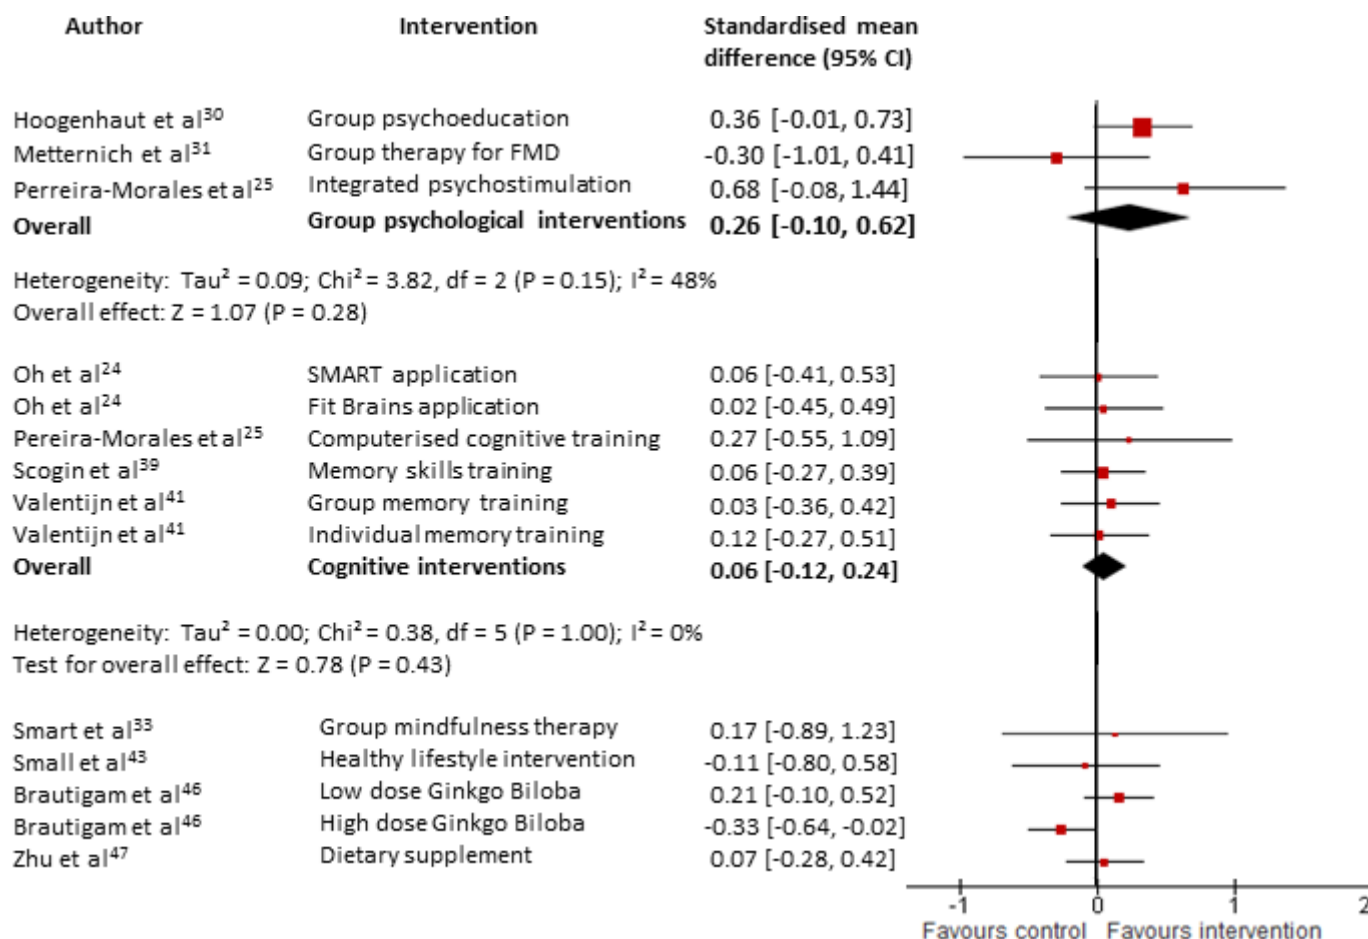 Author Intervention Standardised mean
difference (95% CI)
Hoogenhaut et al³⁰ Group psychoeducation 0.36 [-0.01, 0.73]
Metternich et al³¹ Group therapy for FMD -0.30 [-1.01, 0.41]
Perreira-Morales et al²⁵ Integrated psychostimulation 0.68 [-0.08, 1.44]
Overall Group psychological interventions 0.26 [-0.10, 0.62]
Heterogeneity: Tau² = 0.09; Chi² = 3.82, df = 2 (P = 0.15); I² = 48%
Overall effect: Z = 1.07 (P = 0.28)
Oh et al²⁴ SMART application 0.06 [-0.41, 0.53]
Oh et al²⁴ Fit Brains application 0.02 [-0.45, 0.49]
Pereira-Morales et al²⁵ Computerised cognitive training 0.27 [-0.55, 1.09]
Scogin et al³⁹ Memory skills training 0.06 [-0.27, 0.39]
Valentijn et al⁴¹ Group memory training 0.03 [-0.36, 0.42]
Valentijn et al⁴¹ Individual memory training 0.12 [-0.27, 0.51]
Overall Cognitive interventions 0.06 [-0.12, 0.24]
Heterogeneity: Tau² = 0.00; Chi² = 0.38, df = 5 (P = 1.00); I² = 0%
Test for overall effect: Z = 0.78 (P = 0.43)
Smart et al³³ Group mindfulness therapy 0.17 [-0.89, 1.23]
Small et al⁴³ Healthy lifestyle intervention -0.11 [-0.80, 0.58]
Brautigam et al⁴⁶ Low dose Ginkgo Biloba 0.21 [-0.10, 0.52]
Brautigam et al⁴⁶ High dose Ginkgo Biloba -0.33 [-0.64, -0.02]
Zhu et al⁴⁷ Dietary supplement 0.07 [-0.28, 0.42]
-1 0 1 2
Favours control Favours intervention